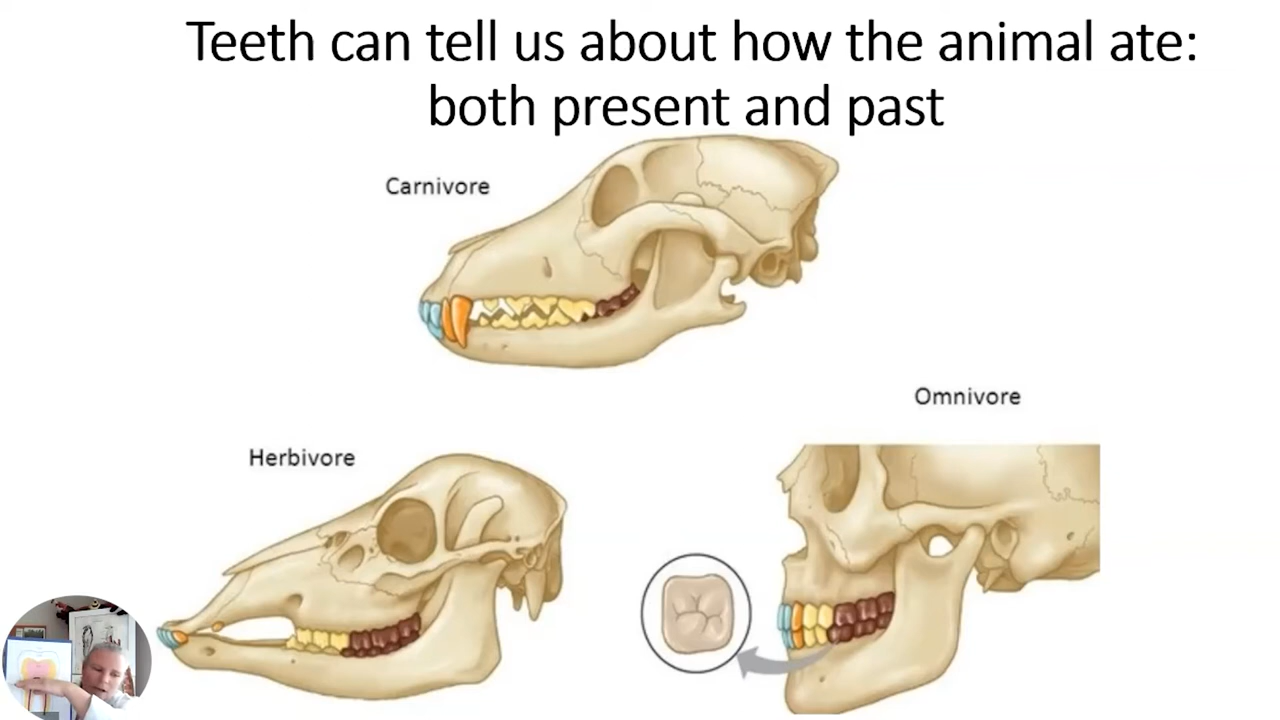 Teeth can tell us about how the animal ate:
both present and past
Carnivore
Omnivore
Herbivore